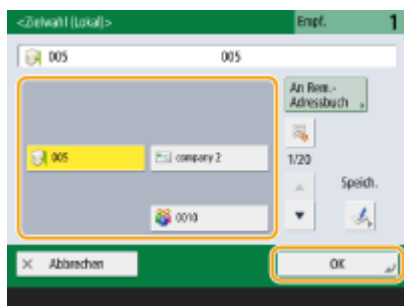 <Zielwahl (Lokal)> Empf. 1
005 005
An Rem.-
Adressbuch
005 company 2
1/20
Speich.
0010
Abbrechen OK